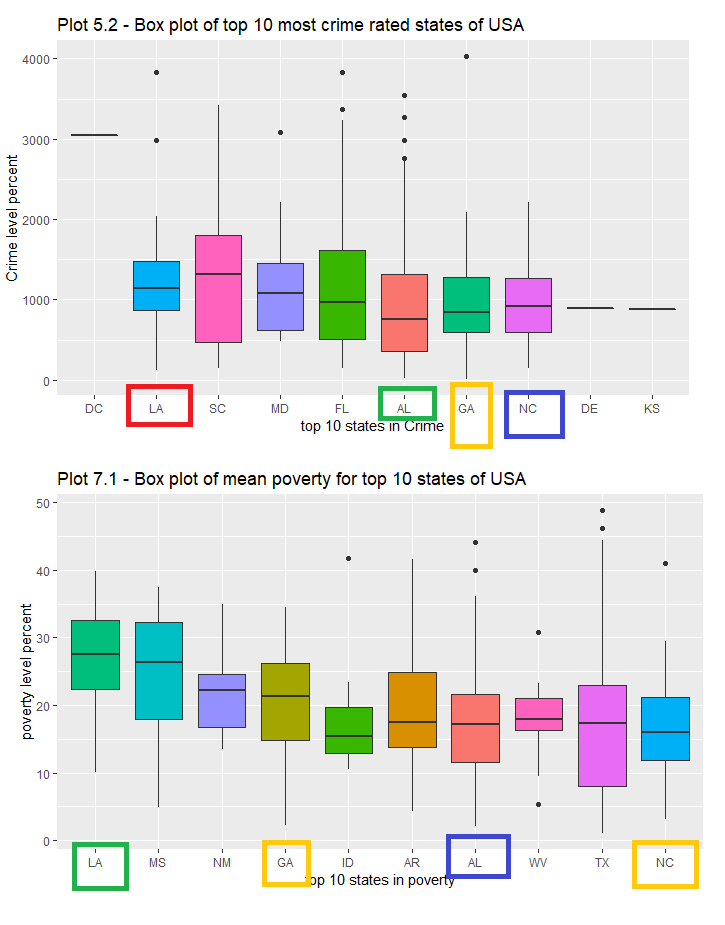 Plot 5.2 - Box plot of top 10 most crime rated states of USA
Crime level percent
4000
3000
2000
1000
0
DC LA SC MD FL AL GA NC DE KS
top 10 states in Crime
Plot 7.1 - Box plot of mean poverty for top 10 states of USA
poverty level percent
50
40
30
20
10
0
LA MS NM GA ID AR AL WV TX NC
top 10 states in poverty